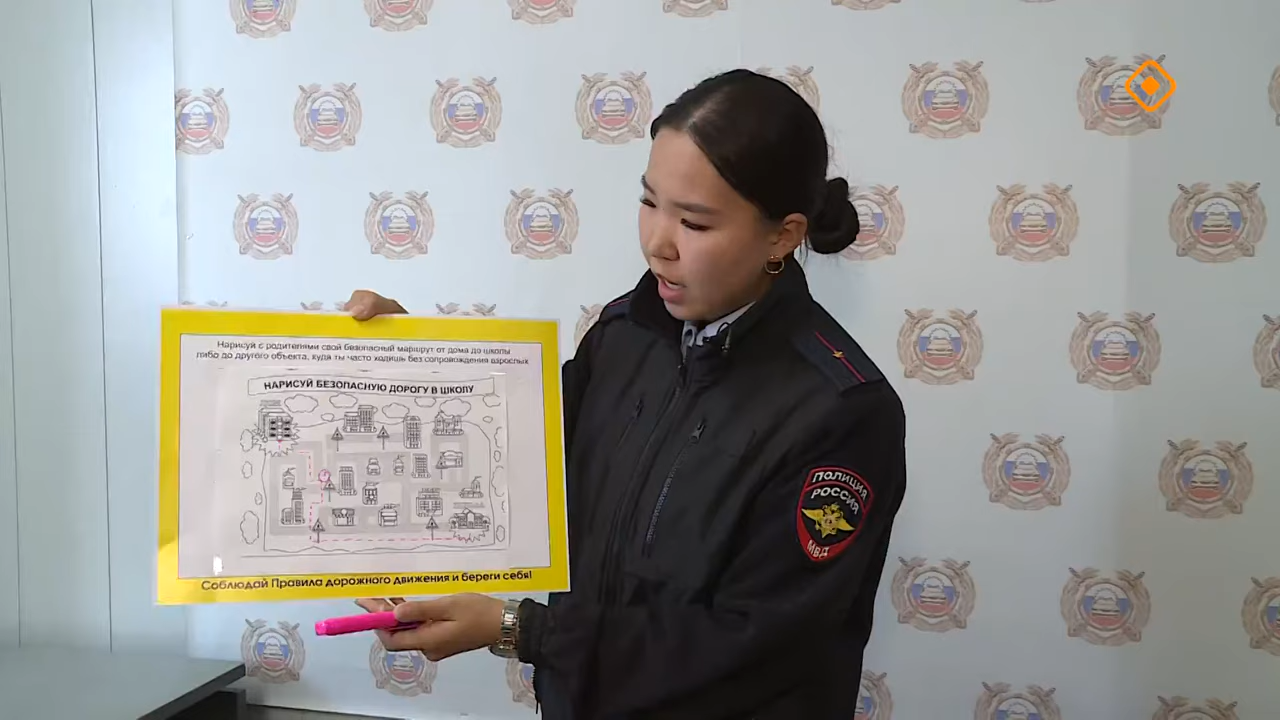 Нарисуй с родителями свой безопасный маршрут от дома до школы
либо до другого объекта, куда ты часто ходишь без сопровождения взрослых
НАРИСУЙ БЕЗОПАСНУЮ ДОРОГУ В ШКОЛУ
Соблюдай Правила дорожного движения и береги себя!
ПОЛИЦИЯ
РОССИЯ
МВД